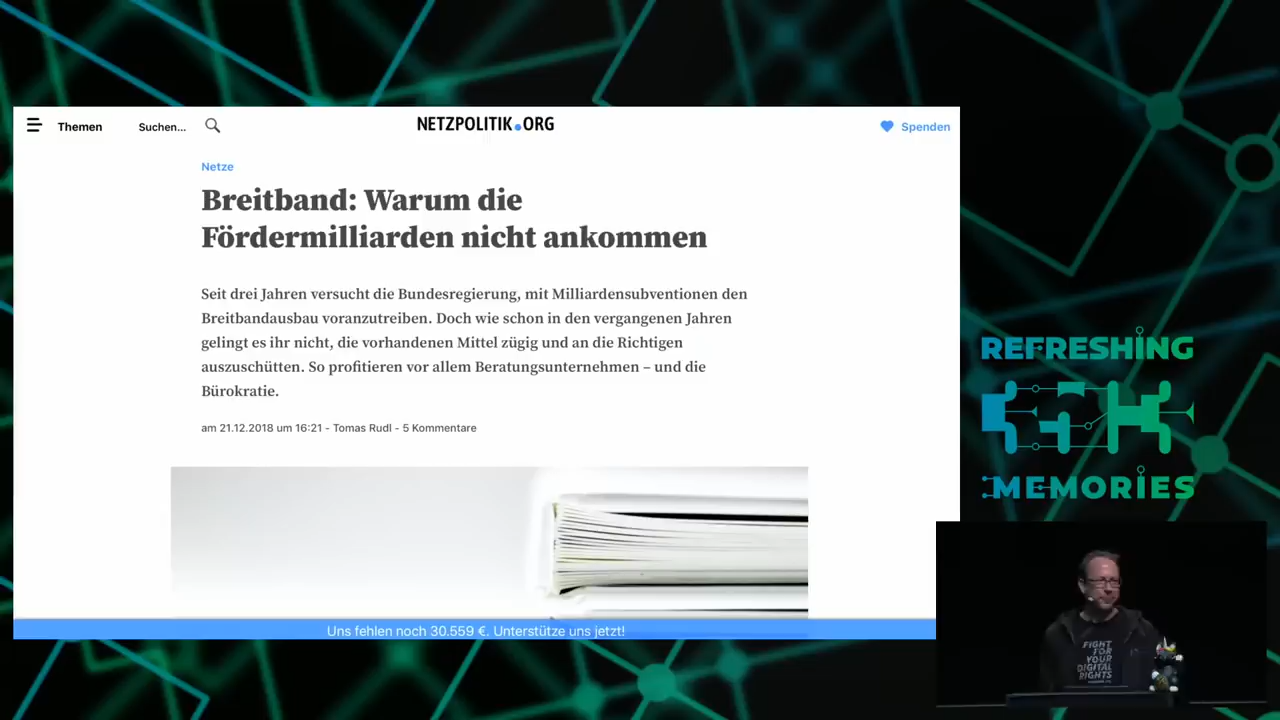 Themen
Suchen...
NETZPOLITIK.ORG
Spenden
Netze
Breitband: Warum die
Fördermilliarden nicht ankommen
Seit drei Jahren versucht die Bundesregierung, mit Milliardensubventionen den
Breitbandausbau voranzutreiben. Doch wie schon in den vergangenen Jahren
gelingt es ihr nicht, die vorhandenen Mittel zügig und an die Richtigen
auszuschütten. So profitieren vor allem Beratungsunternehmen – und die
Bürokratie.
am 21.12.2018 um 16:21 - Tomas Rudl - 5 Kommentare
Uns fehlen noch 30.559 €. Unterstütze uns jetzt!
REFRESHING
35C3
MEMORIES
FIGHT
FOR
YOUR
DIGITAL
RIGHTS